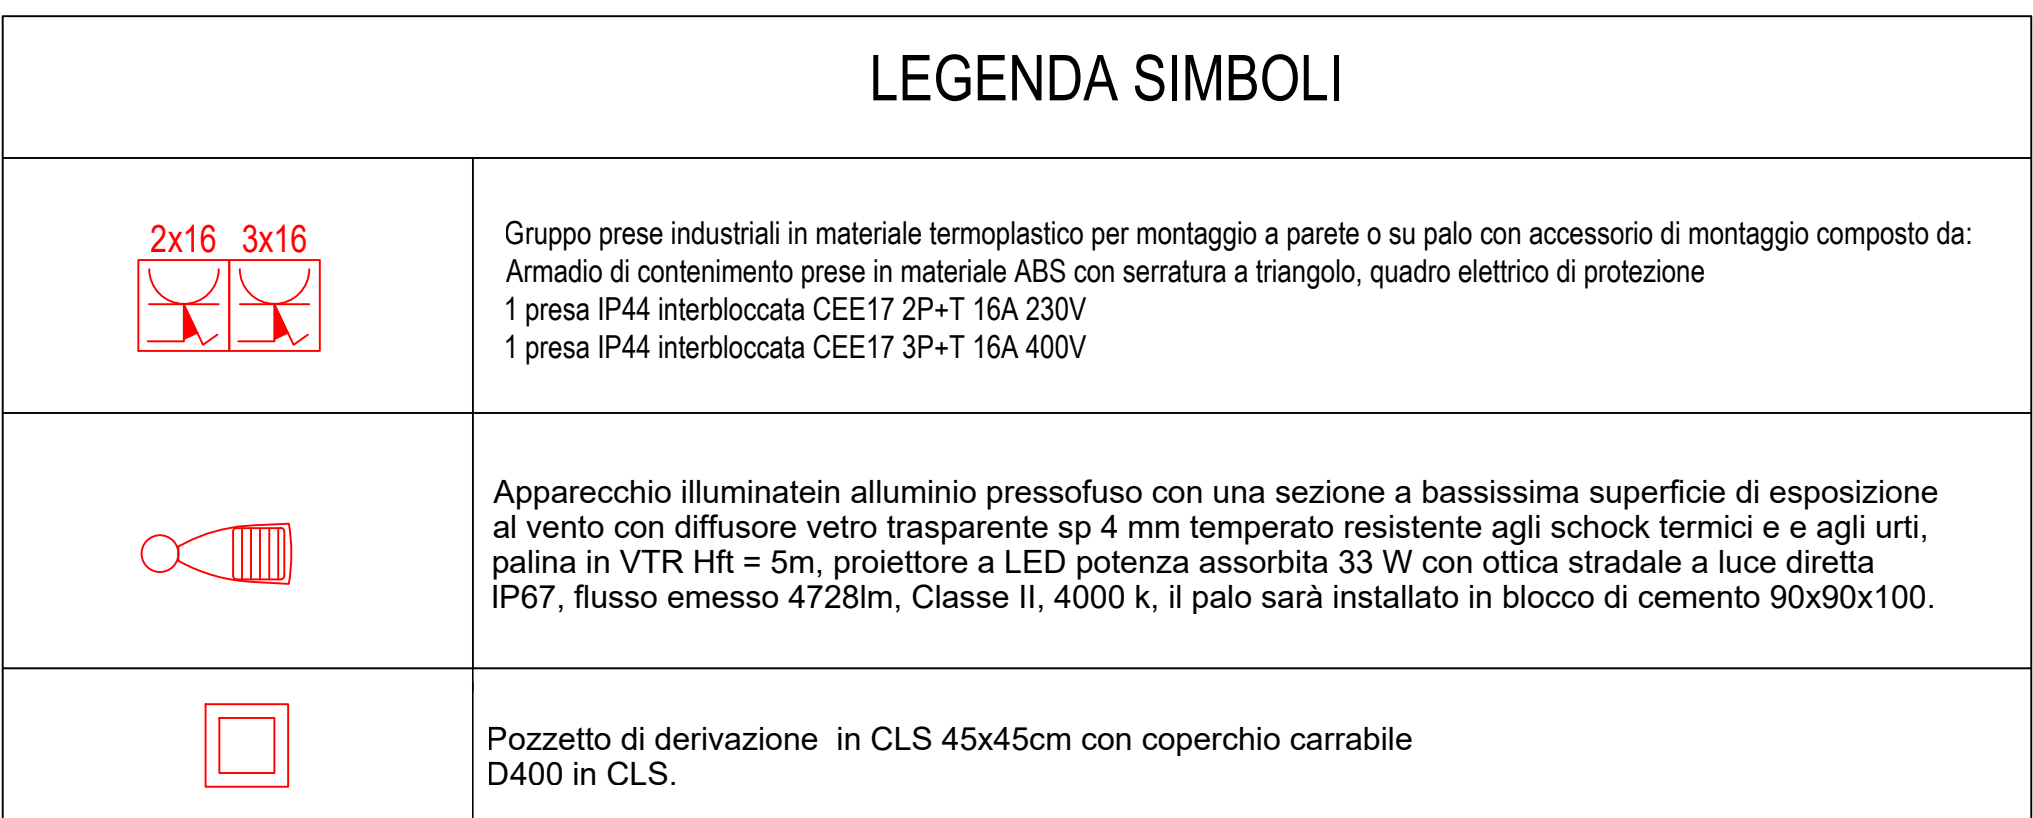 LEGENDA SIMBOLI
2x16 3x16
Gruppo prese industriali in materiale termoplastico per montaggio a parete o su palo con accessorio di montaggio composto da:
Armadio di contenimento prese in materiale ABS con serratura a triangolo, quadro elettrico di protezione
1 presa IP44 interbloccata CEE17 2P+T 16A 230V
1 presa IP44 interbloccata CEE17 3P+T 16A 400V
Apparecchio illuminatein alluminio pressofuso con una sezione a bassissima superficie di esposizione
al vento con diffusore vetro trasparente sp 4 mm temperato resistente agli schock termici e e agli urti,
palina in VTR Hft = 5m, proiettore a LED potenza assorbita 33 W con ottica stradale a luce diretta
IP67, flusso emesso 4728lm, Classe II, 4000 k, il palo sarà installato in blocco di cemento 90x90x100.
Pozzetto di derivazione in CLS 45x45cm con coperchio carrabile
D400 in CLS.